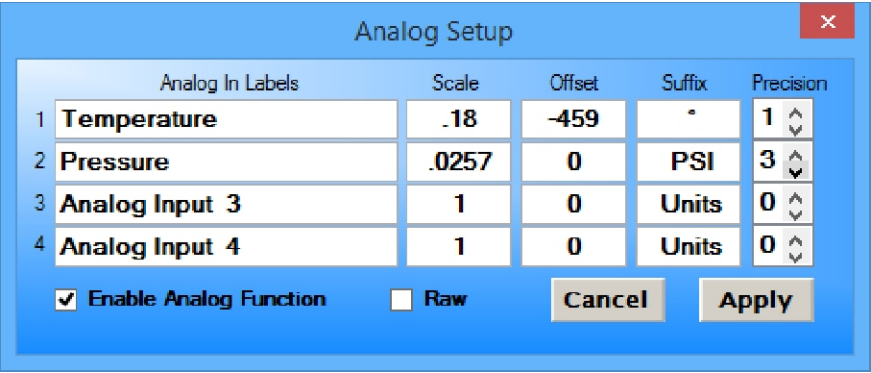 Analog Setup
Analog In Labels Scale Offset Suffix Precision
1 Temperature .18 -459 ° 1
2 Pressure .0257 0 PSI 3
3 Analog Input 3 1 0 Units 0
4 Analog Input 4 1 0 Units 0
Enable Analog Function Raw Cancel Apply